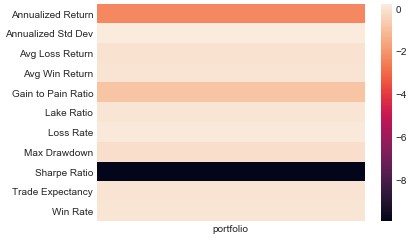 Annualized Return
Annualized Std Dev
Avg Loss Return
Avg Win Return
Gain to Pain Ratio
Lake Ratio
Loss Rate
Max Drawdown
Sharpe Ratio
Trade Expectancy
Win Rate
portfolio
0
−2
−4
−6
−8